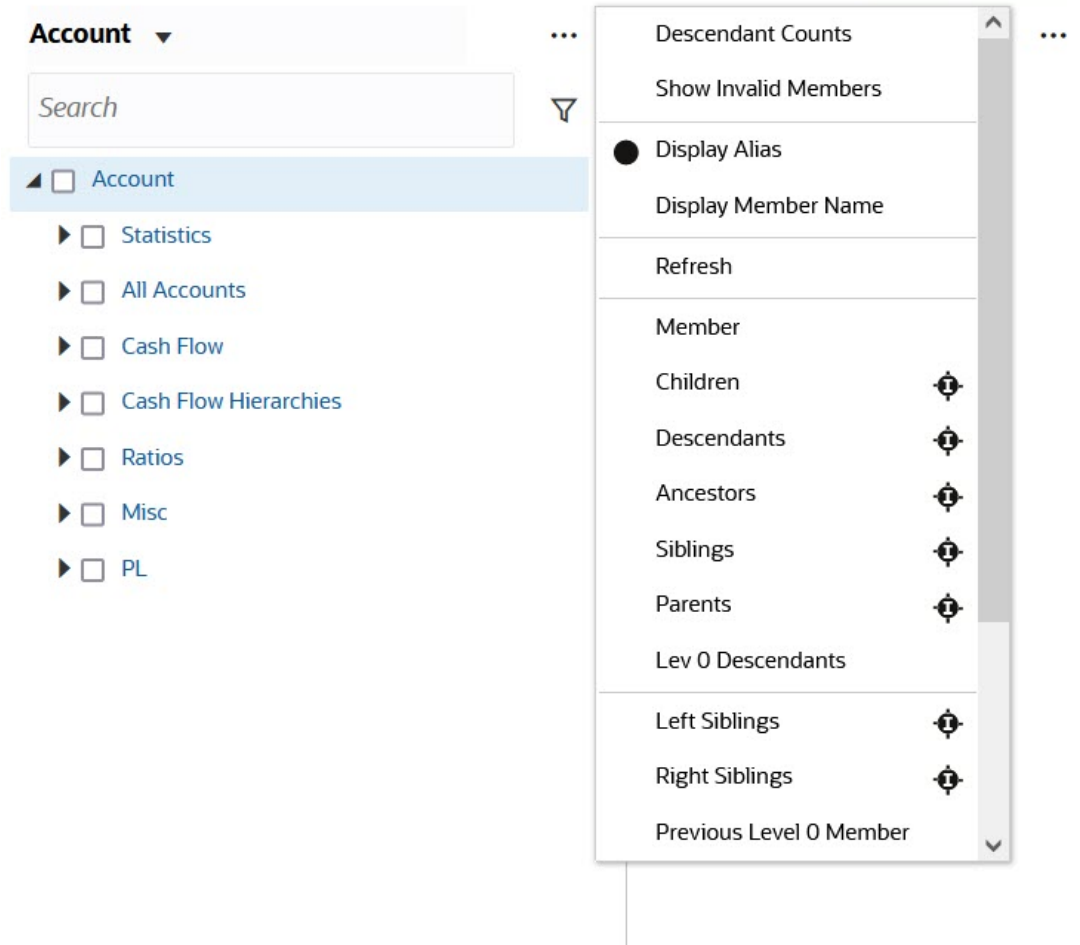 Account
Search
Account
Statistics
All Accounts
Cash Flow
Cash Flow Hierarchies
Ratios
Misc
PL
Descendant Counts
Show Invalid Members
Display Alias
Display Member Name
Refresh
Member
Children
Descendants
Ancestors
Siblings
Parents
Lev 0 Descendants
Left Siblings
Right Siblings
Previous Level 0 Member